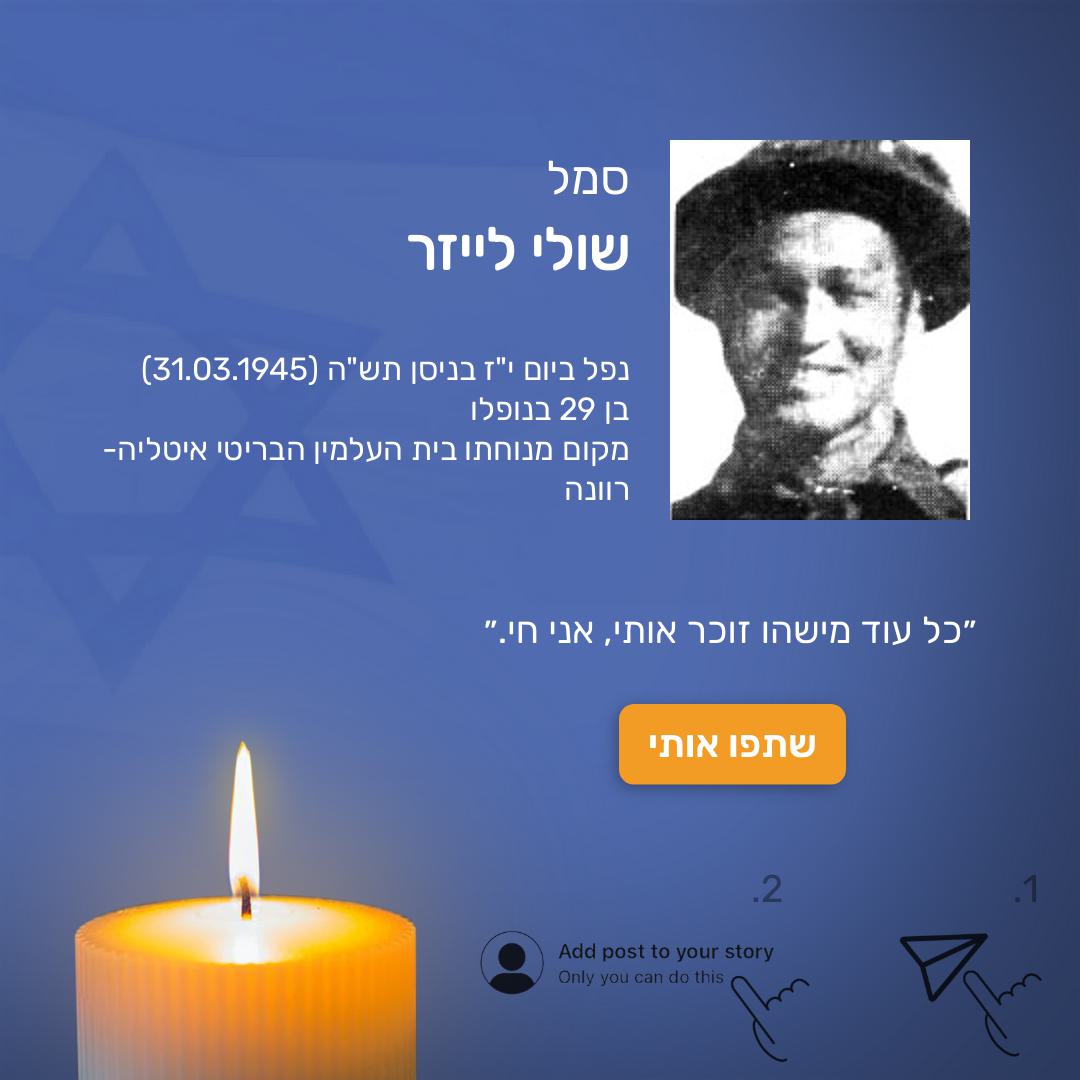 סמל
שולי לייזר
נפל ביום י"ז בניסן תש"ה (31.03.1945)
בן 29 בנופלו
מקום מנוחתו בית העלמין הבריטי איטליה-
רוונה
״כל עוד מישהו זוכר אותי, אני חי.״
שתפו אותי
.1
.2
Add post to your story
Only you can do this